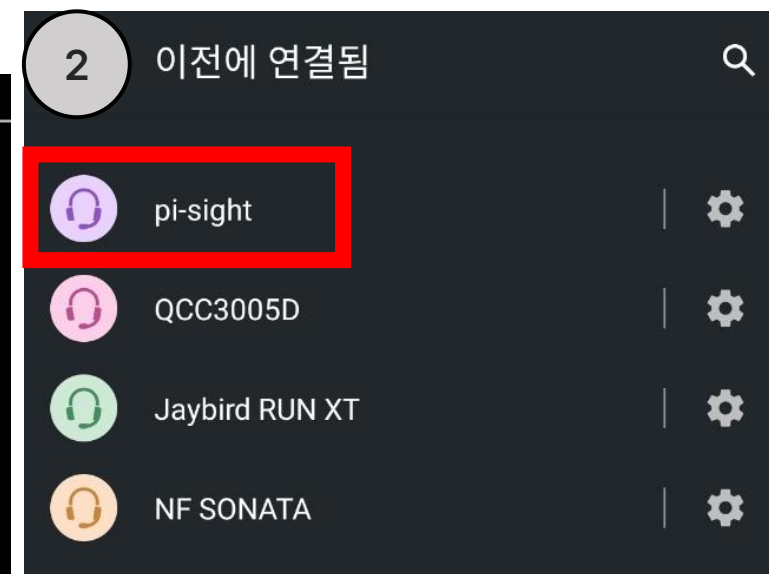 2
이전에 연결됨
pi-sight
QCC3005D
Jaybird RUN XT
NF SONATA